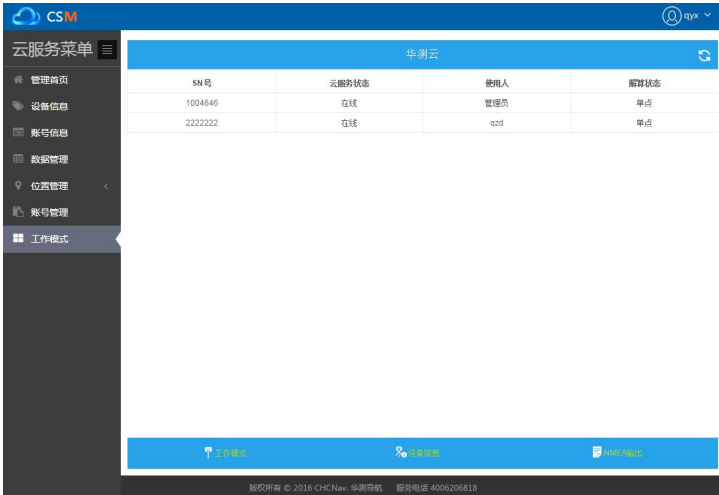 CSM
qyx
云服务菜单
管理首页
设备信息
账号信息
数据管理
位置管理
账号管理
工作模式
华测云
SN号 云服务状态 使用人 解算状态
1004646 在线 管理员 单点
2222222 在线 qzd 单点
工作模式 设备信息 NMEA输出
版权所有 © 2016 CHCNav. 华测导航 服务电话 4006206818